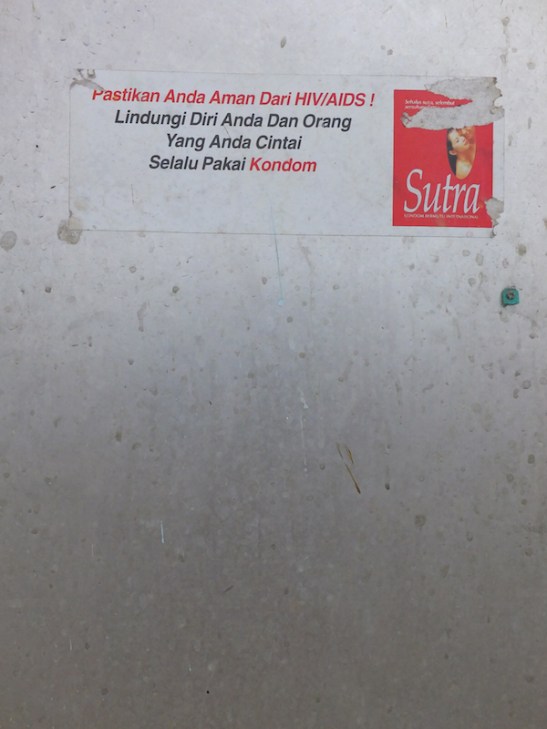 Pastikan Anda Aman Dari HIV/AIDS !
Lindungi Diri Anda Dan Orang
Yang Anda Cintai
Selalu Pakai Kondom
Sutra